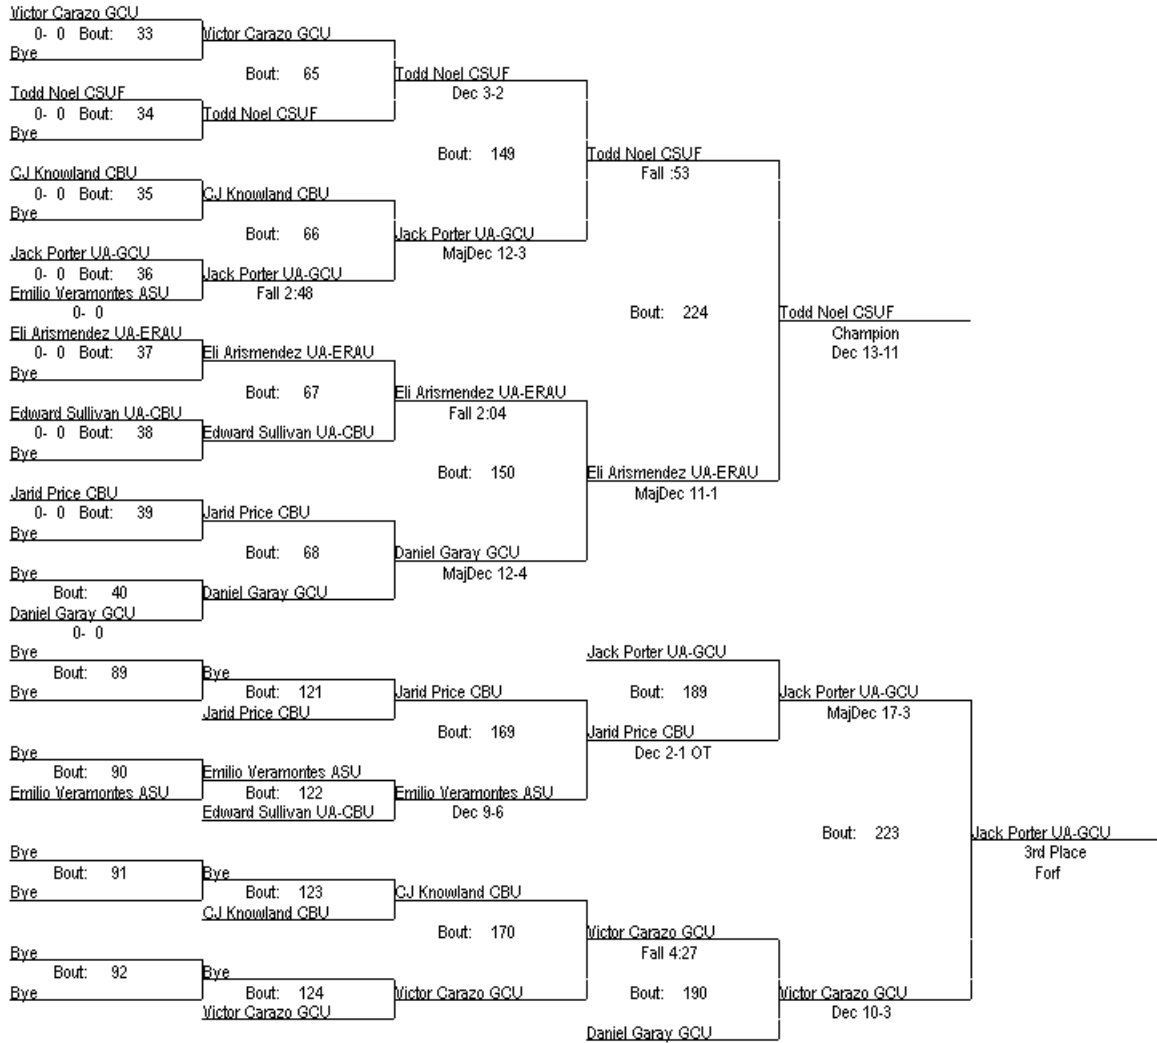 Victor Carazo GCU
0- 0 Bout: 33 Victor Carazo GCU
Bye
Bout: 65 Todd Noel CSUF
Todd Noel CSUF Dec 3-2
0- 0 Bout: 34 Todd Noel CSUF
Bye
Bout: 149 Todd Noel CSUF
CJ Knowland CBU Fall :53
0- 0 Bout: 35 CJ Knowland CBU
Bye
Bout: 66 Jack Porter UA-GCU
Jack Porter UA-GCU MajDec 12-3
0- 0 Bout: 36 Jack Porter UA-GCU
Emilio Veramontes ASU Fall 2:48
0- 0 Bout: 224 Todd Noel CSUF
Eli Arismendez UA-ERAU Champion
0- 0 Bout: 37 Eli Arismendez UA-ERAU Dec 13-11
Bye
Bout: 67 Eli Arismendez UA-ERAU
Edward Sullivan UA-CBU Fall 2:04
0- 0 Bout: 38 Edward Sullivan UA-CBU
Bye
Bout: 150 Eli Arismendez UA-ERAU
Jarid Price CBU MajDec 11-1
0- 0 Bout: 39 Jarid Price CBU
Bye
Bout: 68 Daniel Garay GCU
Bye MajDec 12-4
Bout: 40 Daniel Garay GCU
Daniel Garay GCU
0- 0
Bye Jack Porter UA-GCU
Bout: 89 Bye
Bye Bout: 121 Jarid Price CBU Bout: 189 Jack Porter UA-GCU
Jarid Price CBU MajDec 17-3
Bout: 169 Jarid Price CBU
Bye Dec 2-1 OT
Bout: 90 Emilio Veramontes ASU
Emilio Veramontes ASU Bout: 122 Emilio Veramontes ASU
Edward Sullivan UA-CBU Dec 9-6
Bout: 223 Jack Porter UA-GCU
Bye 3rd Place
Bout: 91 Bye Forf
Bye Bout: 123 CJ Knowland CBU
CJ Knowland CBU
Bout: 170 Victor Carazo GCU
Bye Fall 4:27
Bout: 92 Bye
Bye Bout: 124 Victor Carazo GCU Bout: 190 Victor Carazo GCU
Victor Carazo GCU Dec 10-3
Daniel Garay GCU